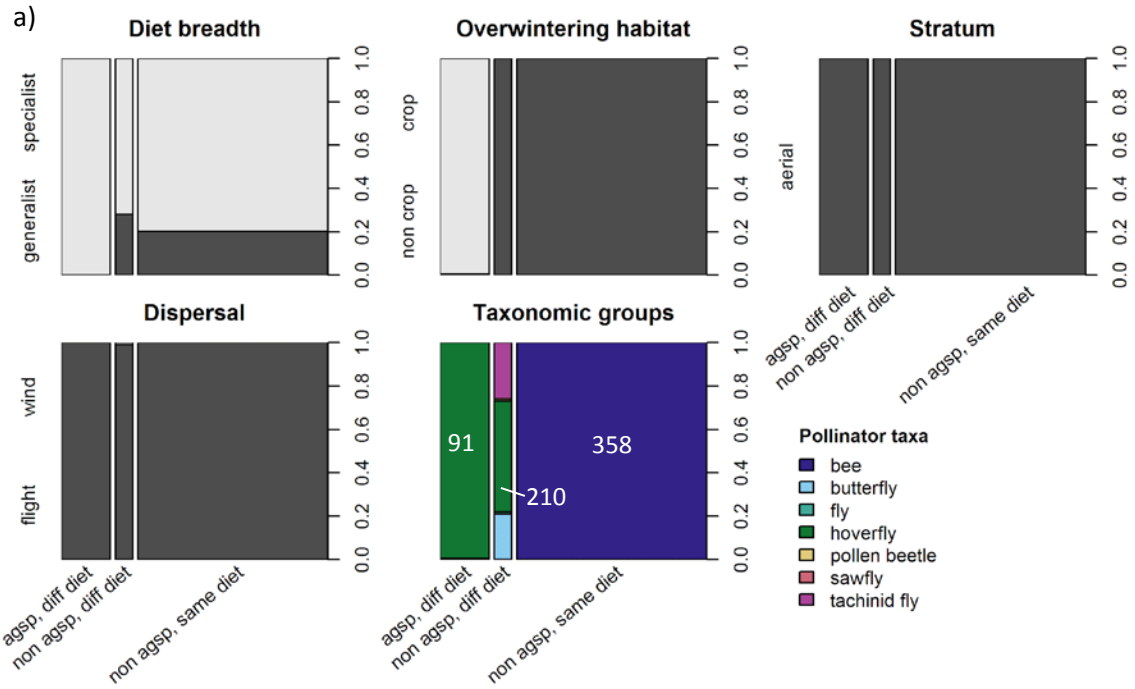 a)
Diet breadth
generalist specialist
0.0 0.2 0.4 0.6 0.8 1.0
Overwintering habitat
non crop crop
0.0 0.2 0.4 0.6 0.8 1.0
Stratum
aerial
0.0 0.2 0.4 0.6 0.8 1.0
agsp, diff diet
non agsp, diff diet
non agsp, same diet
Dispersal
flight wind
0.0 0.2 0.4 0.6 0.8 1.0
agsp, diff diet
non agsp, diff diet
non agsp, same diet
Taxonomic groups
91
210
358
0.0 0.2 0.4 0.6 0.8 1.0
agsp, diff diet
non agsp, diff diet
non agsp, same diet
Pollinator taxa
bee
butterfly
fly
hoverfly
pollen beetle
sawfly
tachinid fly